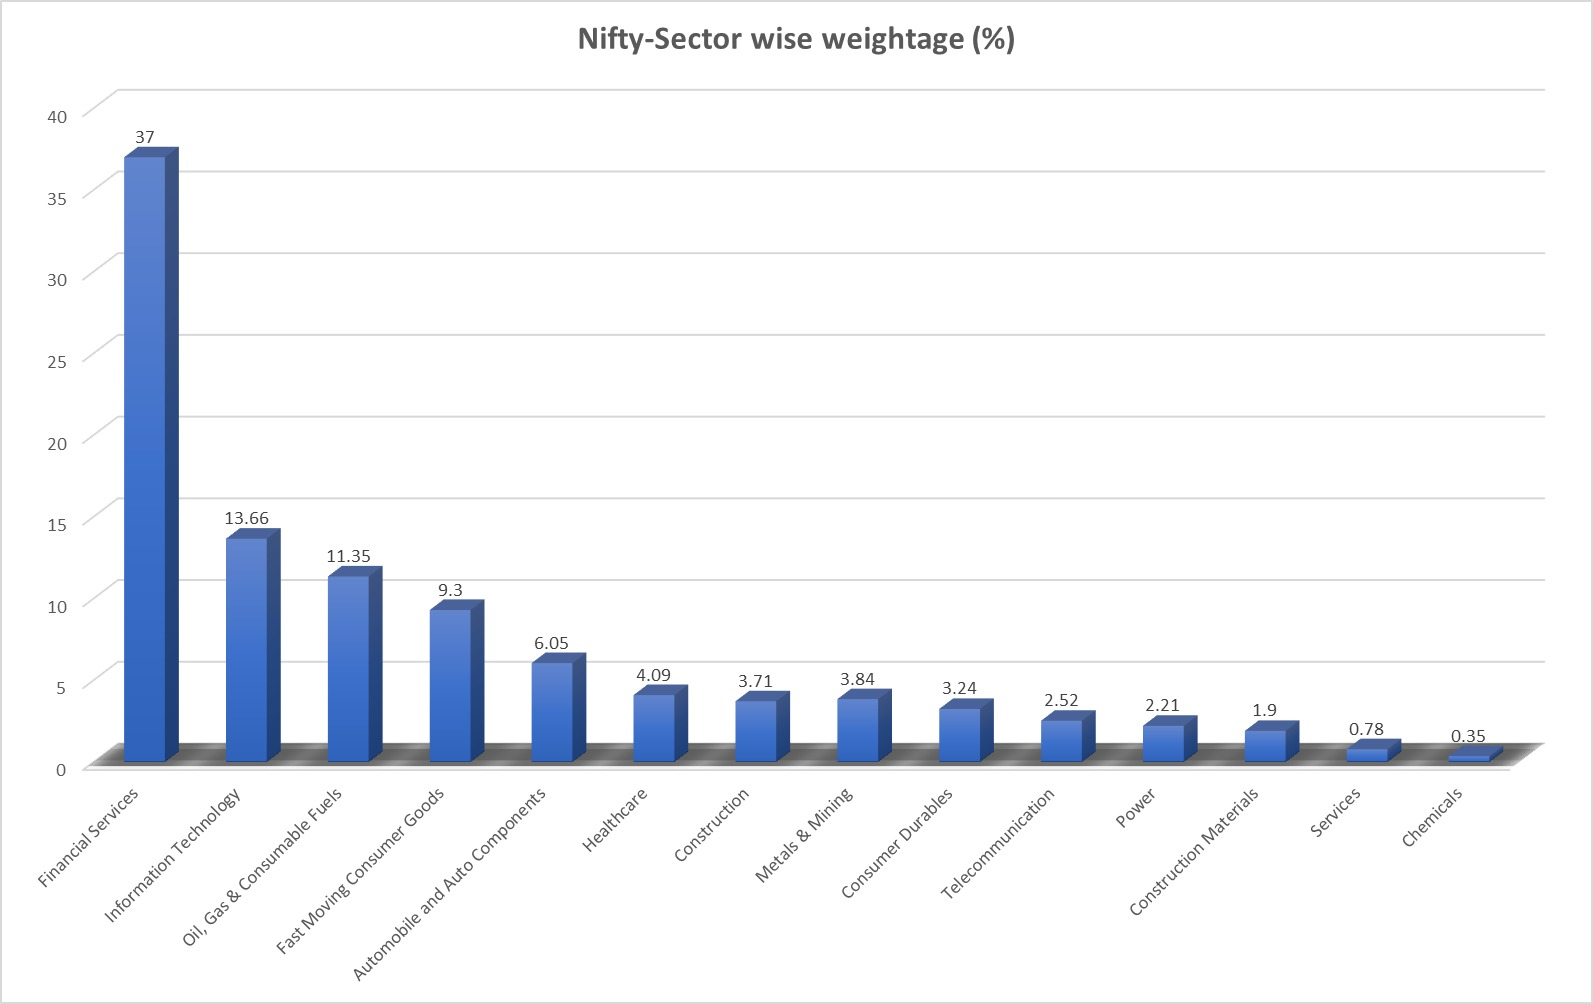 Nifty-Sector wise weightage (%)
40
35
30
25
20
15
10
5
0
37
13.66
11.35
9.3
6.05
4.09
3.71
3.84
3.24
2.52
2.21
1.9
0.78
0.35
Financial Services
Information Technology
Oil, Gas & Consumable Fuels
Fast Moving Consumer Goods
Automobile and Auto Components
Healthcare
Construction
Metals & Mining
Consumer Durables
Telecommunication
Power
Construction Materials
Services
Chemicals